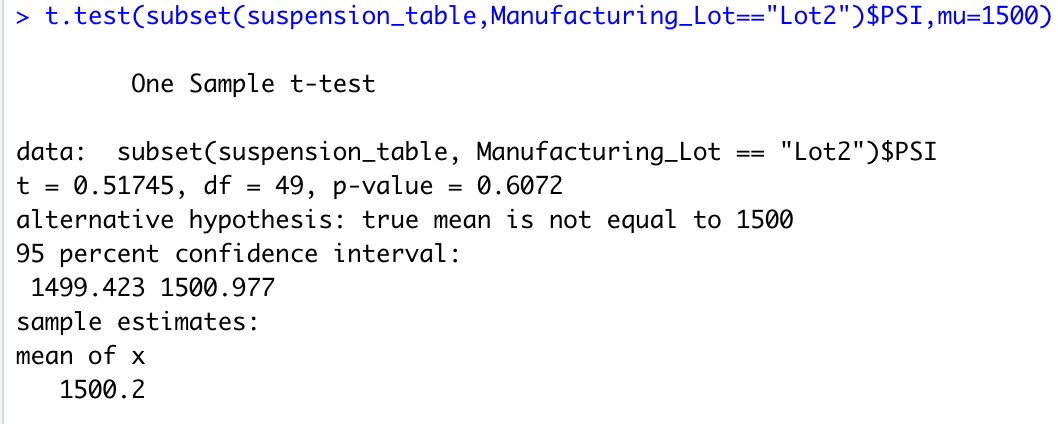 > t.test(subset(suspension_table,Manufacturing_Lot=="Lot2")$PSI,mu=1500)
One Sample t-test
data:  subset(suspension_table, Manufacturing_Lot == "Lot2")$PSI
t = 0.51745, df = 49, p-value = 0.6072
alternative hypothesis: true mean is not equal to 1500
95 percent confidence interval:
1499.423 1500.977
sample estimates:
mean of x
1500.2